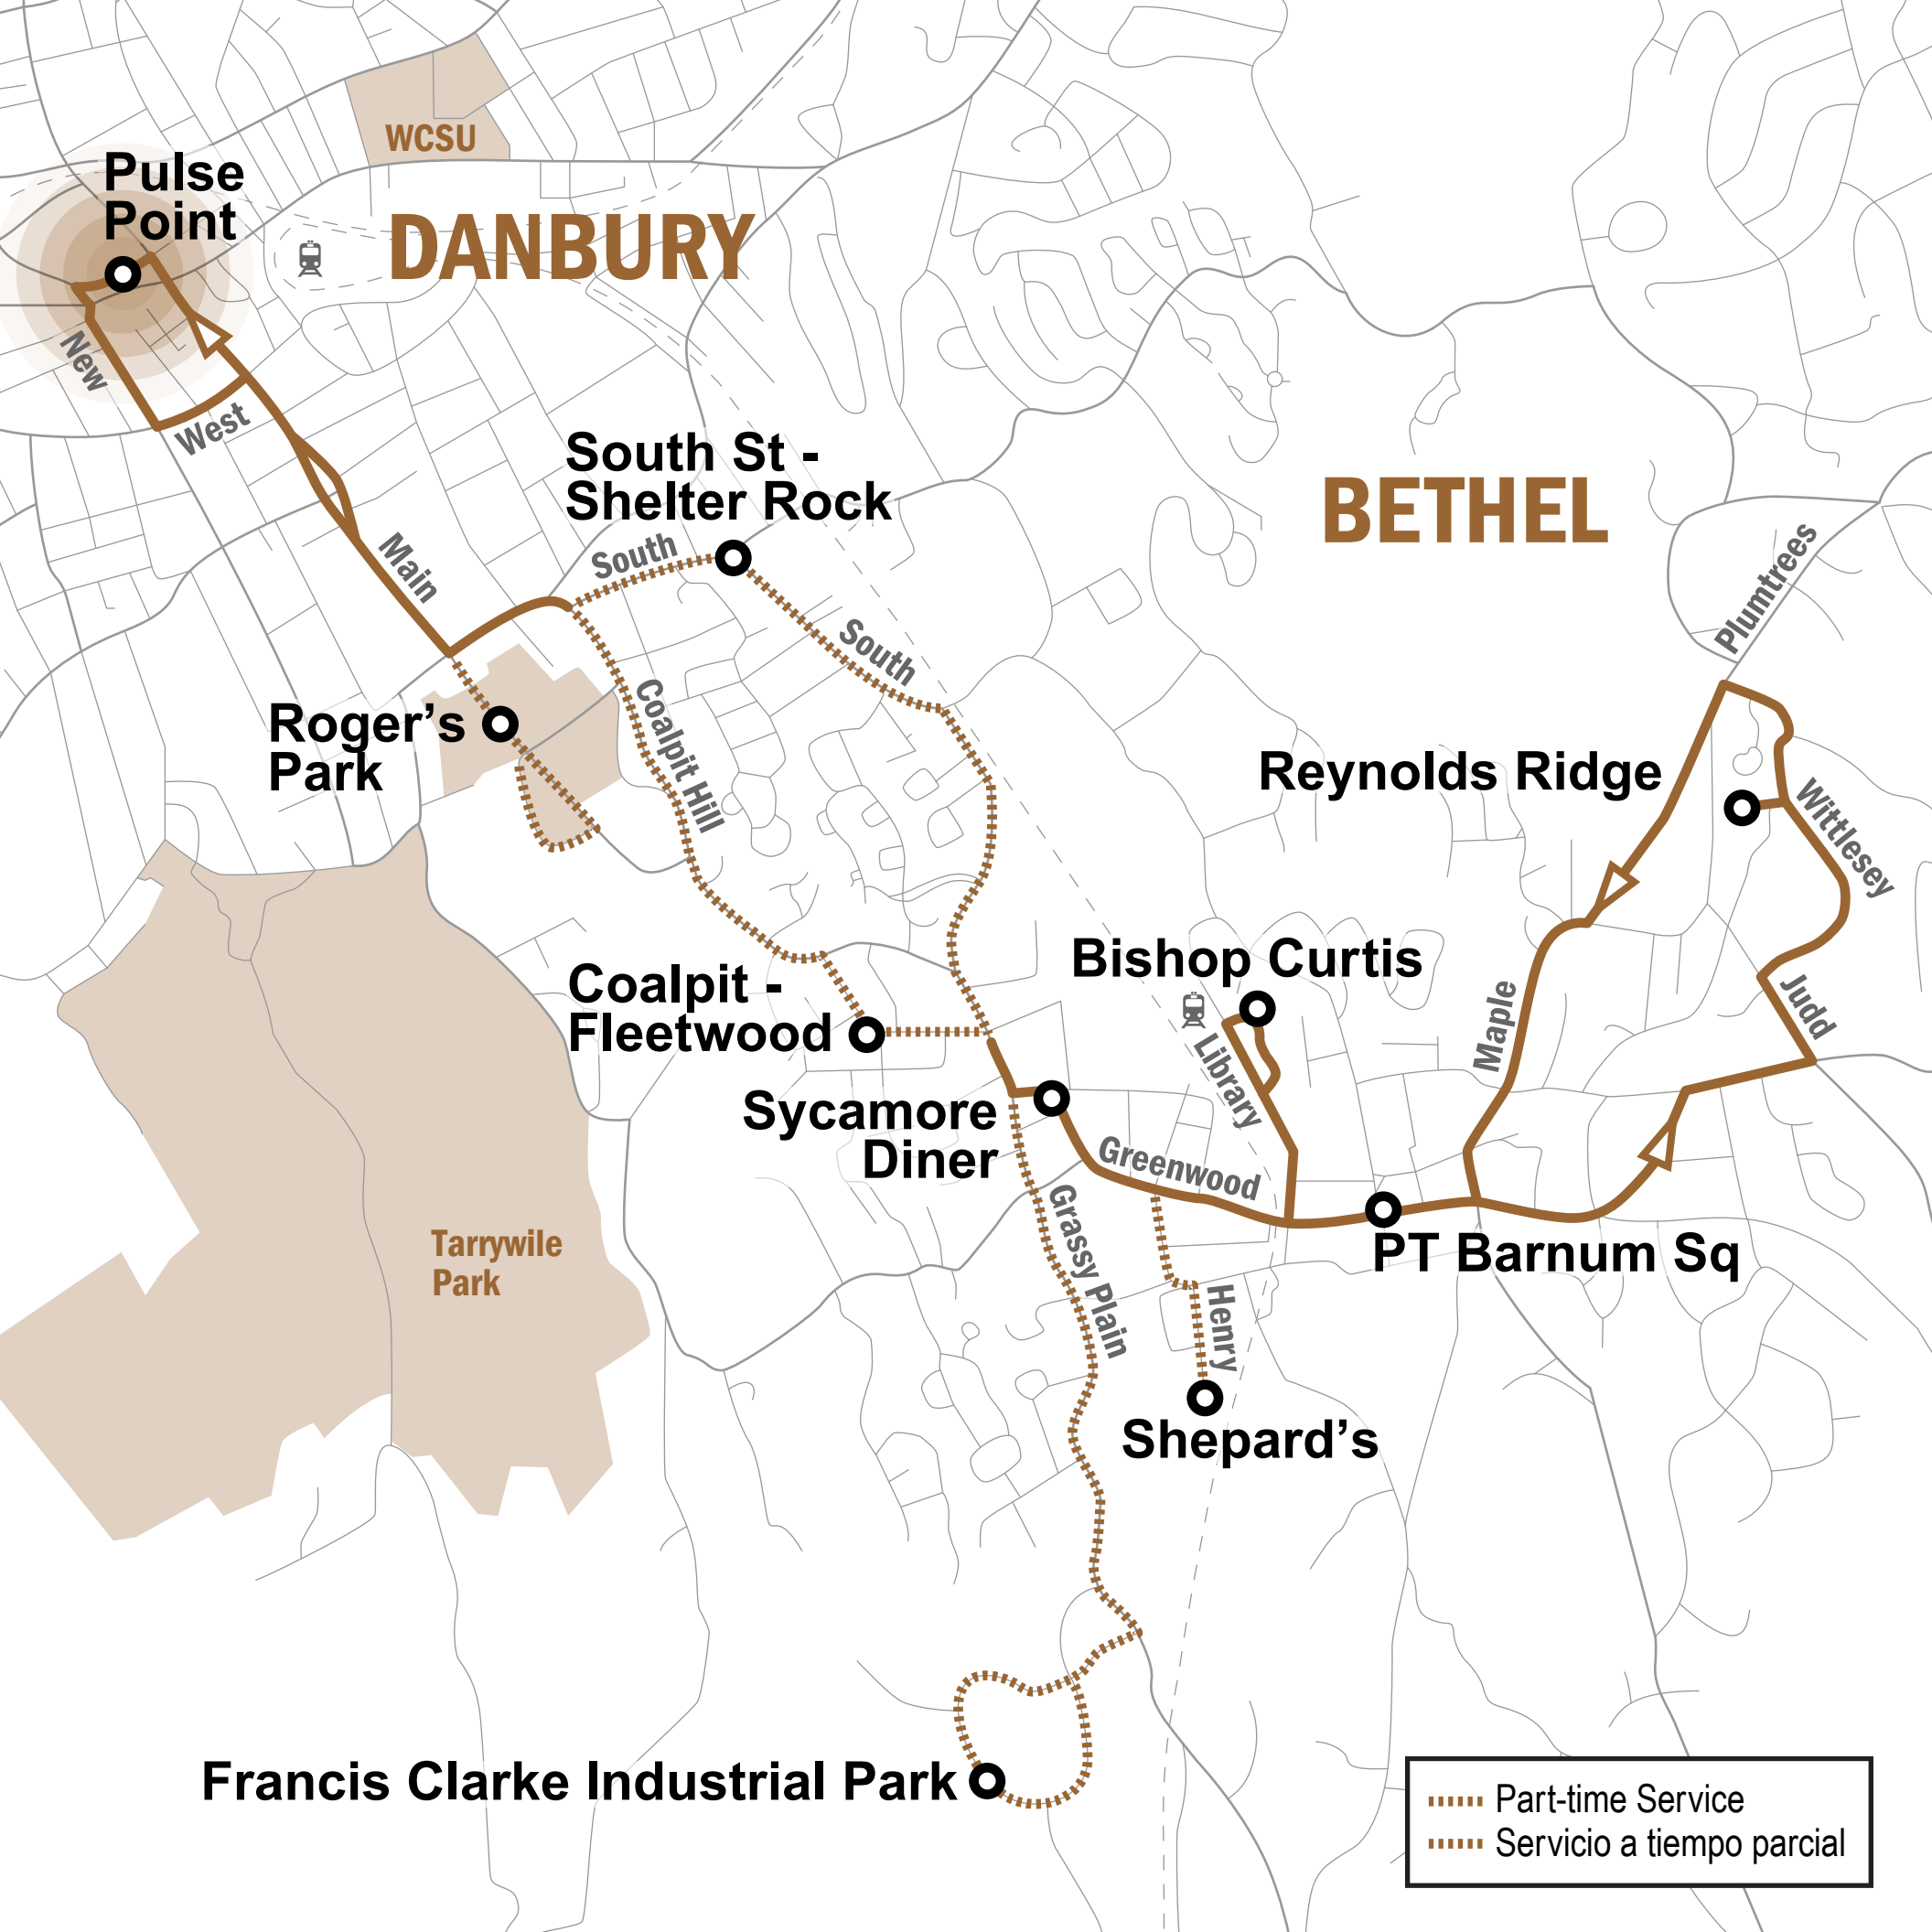 WCSU
Pulse
Point
DANBURY
New
West
Main
South St -
Shelter Rock
South
South
BETHEL
Plumtrees
Roger's
Park
Coalpit Hill
Reynolds Ridge
Wittlesey
Bishop Curtis
Coalpit -
Fleetwood
Library
Maple
Judd
Sycamore
Diner
Greenwood
Grassy Plain
PT Barnum Sq
Tarrywile
Park
Henry
Shepard's
Francis Clarke Industrial Park
Part-time Service
Servicio a tiempo parcial